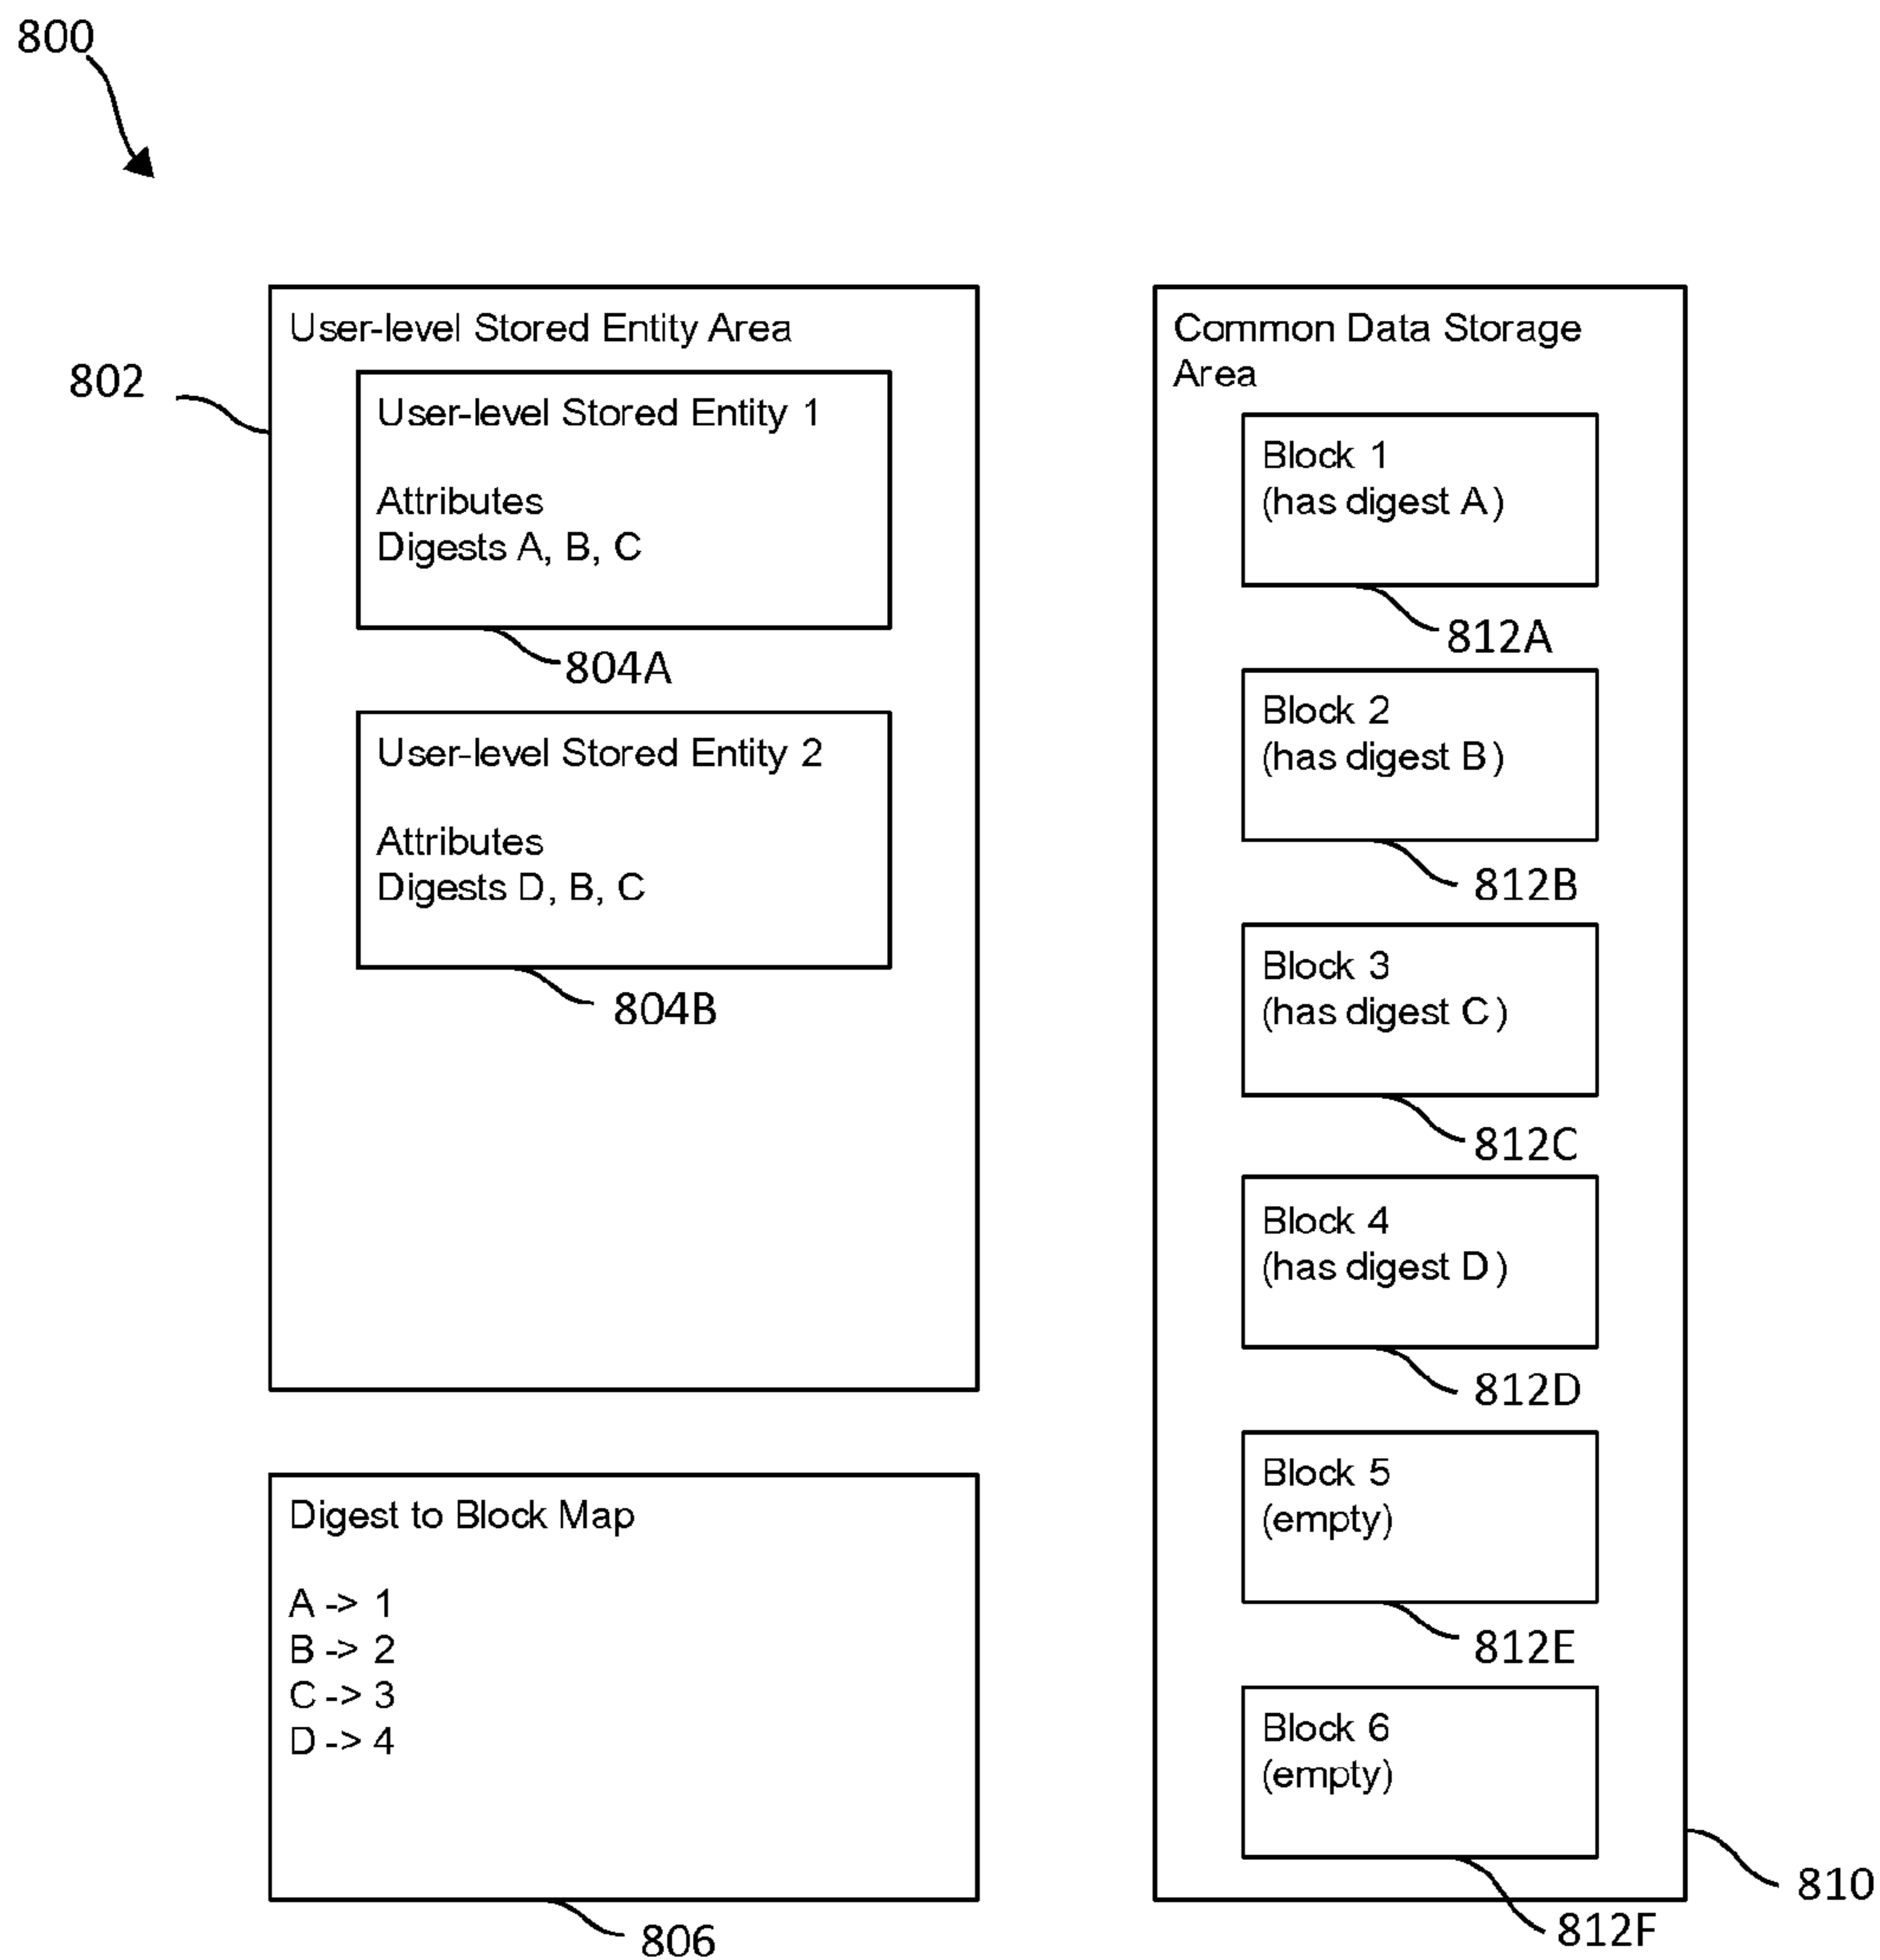 800
802
User-level Stored Entity Area
User-level Stored Entity 1
Attributes
Digests A, B, C
804A
User-level Stored Entity 2
Attributes
Digests D, B, C
804B
Digest to Block Map
A -> 1
B -> 2
C -> 3
D -> 4
806
Common Data Storage
Area
Block 1
(has digest A)
812A
Block 2
(has digest B)
812B
Block 3
(has digest C)
812C
Block 4
(has digest D)
812D
Block 5
(empty)
812E
Block 6
(empty)
812F
810